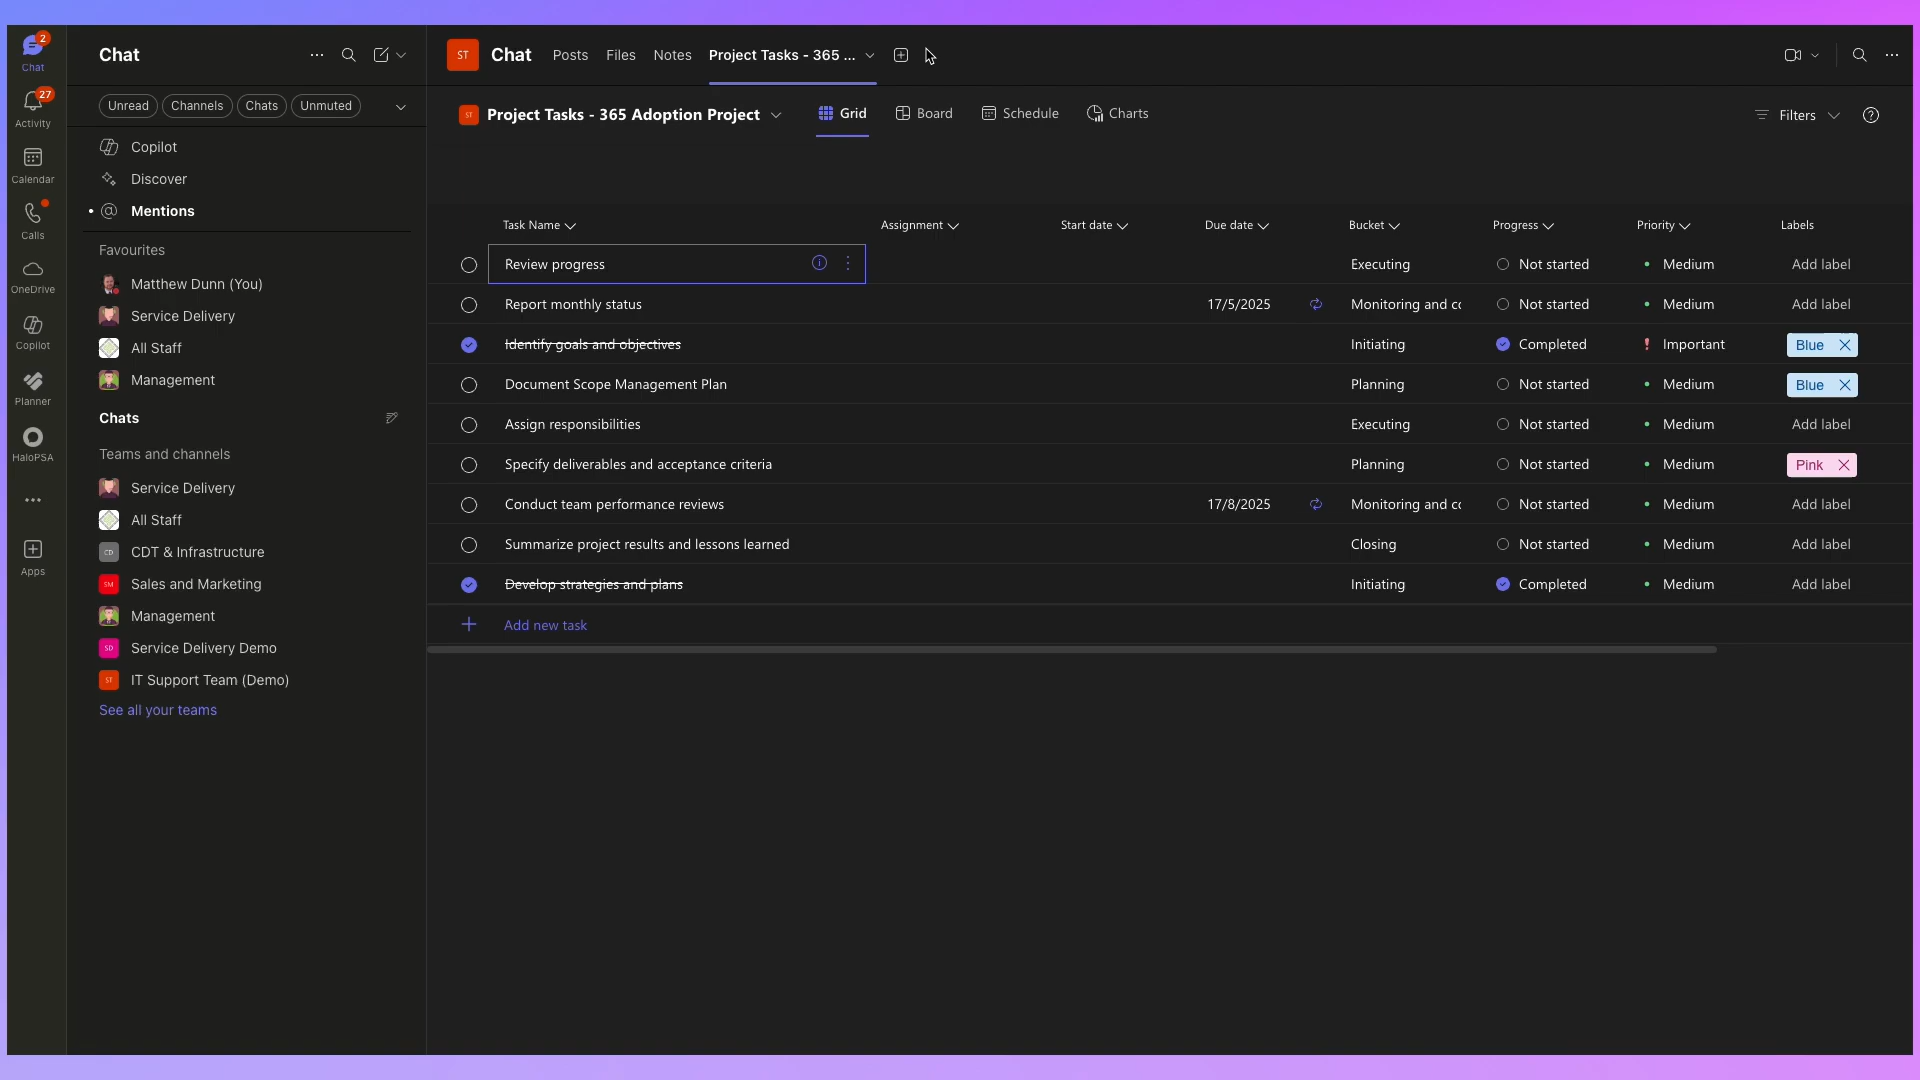 2
Chat
27
Activity
Calendar
Calls
OneDrive
Copilot
Planner
HaloPSA
Apps
Chat
Unread
Channels
Chats
Unmuted
Copilot
Discover
Mentions
Favourites
Matthew Dunn (You)
Service Delivery
All Staff
Management
Chats
Teams and channels
Service Delivery
All Staff
CD CDT & Infrastructure
SM Sales and Marketing
Management
SD Service Delivery Demo
ST IT Support Team (Demo)
See all your teams
ST Chat Posts Files Notes Project Tasks - 365 ...
ST Project Tasks - 365 Adoption Project Grid Board Schedule Charts Filters
Task Name Assignment Start date Due date Bucket Progress Priority Labels
Review progress Executing Not started Medium Add label
Report monthly status 17/5/2025 Monitoring and cc Not started Medium Add label
Identify goals and objectives Initiating Completed Important Blue
Document Scope Management Plan Planning Not started Medium Blue
Assign responsibilities Executing Not started Medium Add label
Specify deliverables and acceptance criteria Planning Not started Medium Pink
Conduct team performance reviews 17/8/2025 Monitoring and cc Not started Medium Add label
Summarize project results and lessons learned Closing Not started Medium Add label
Develop strategies and plans Initiating Completed Medium Add label
Add new task